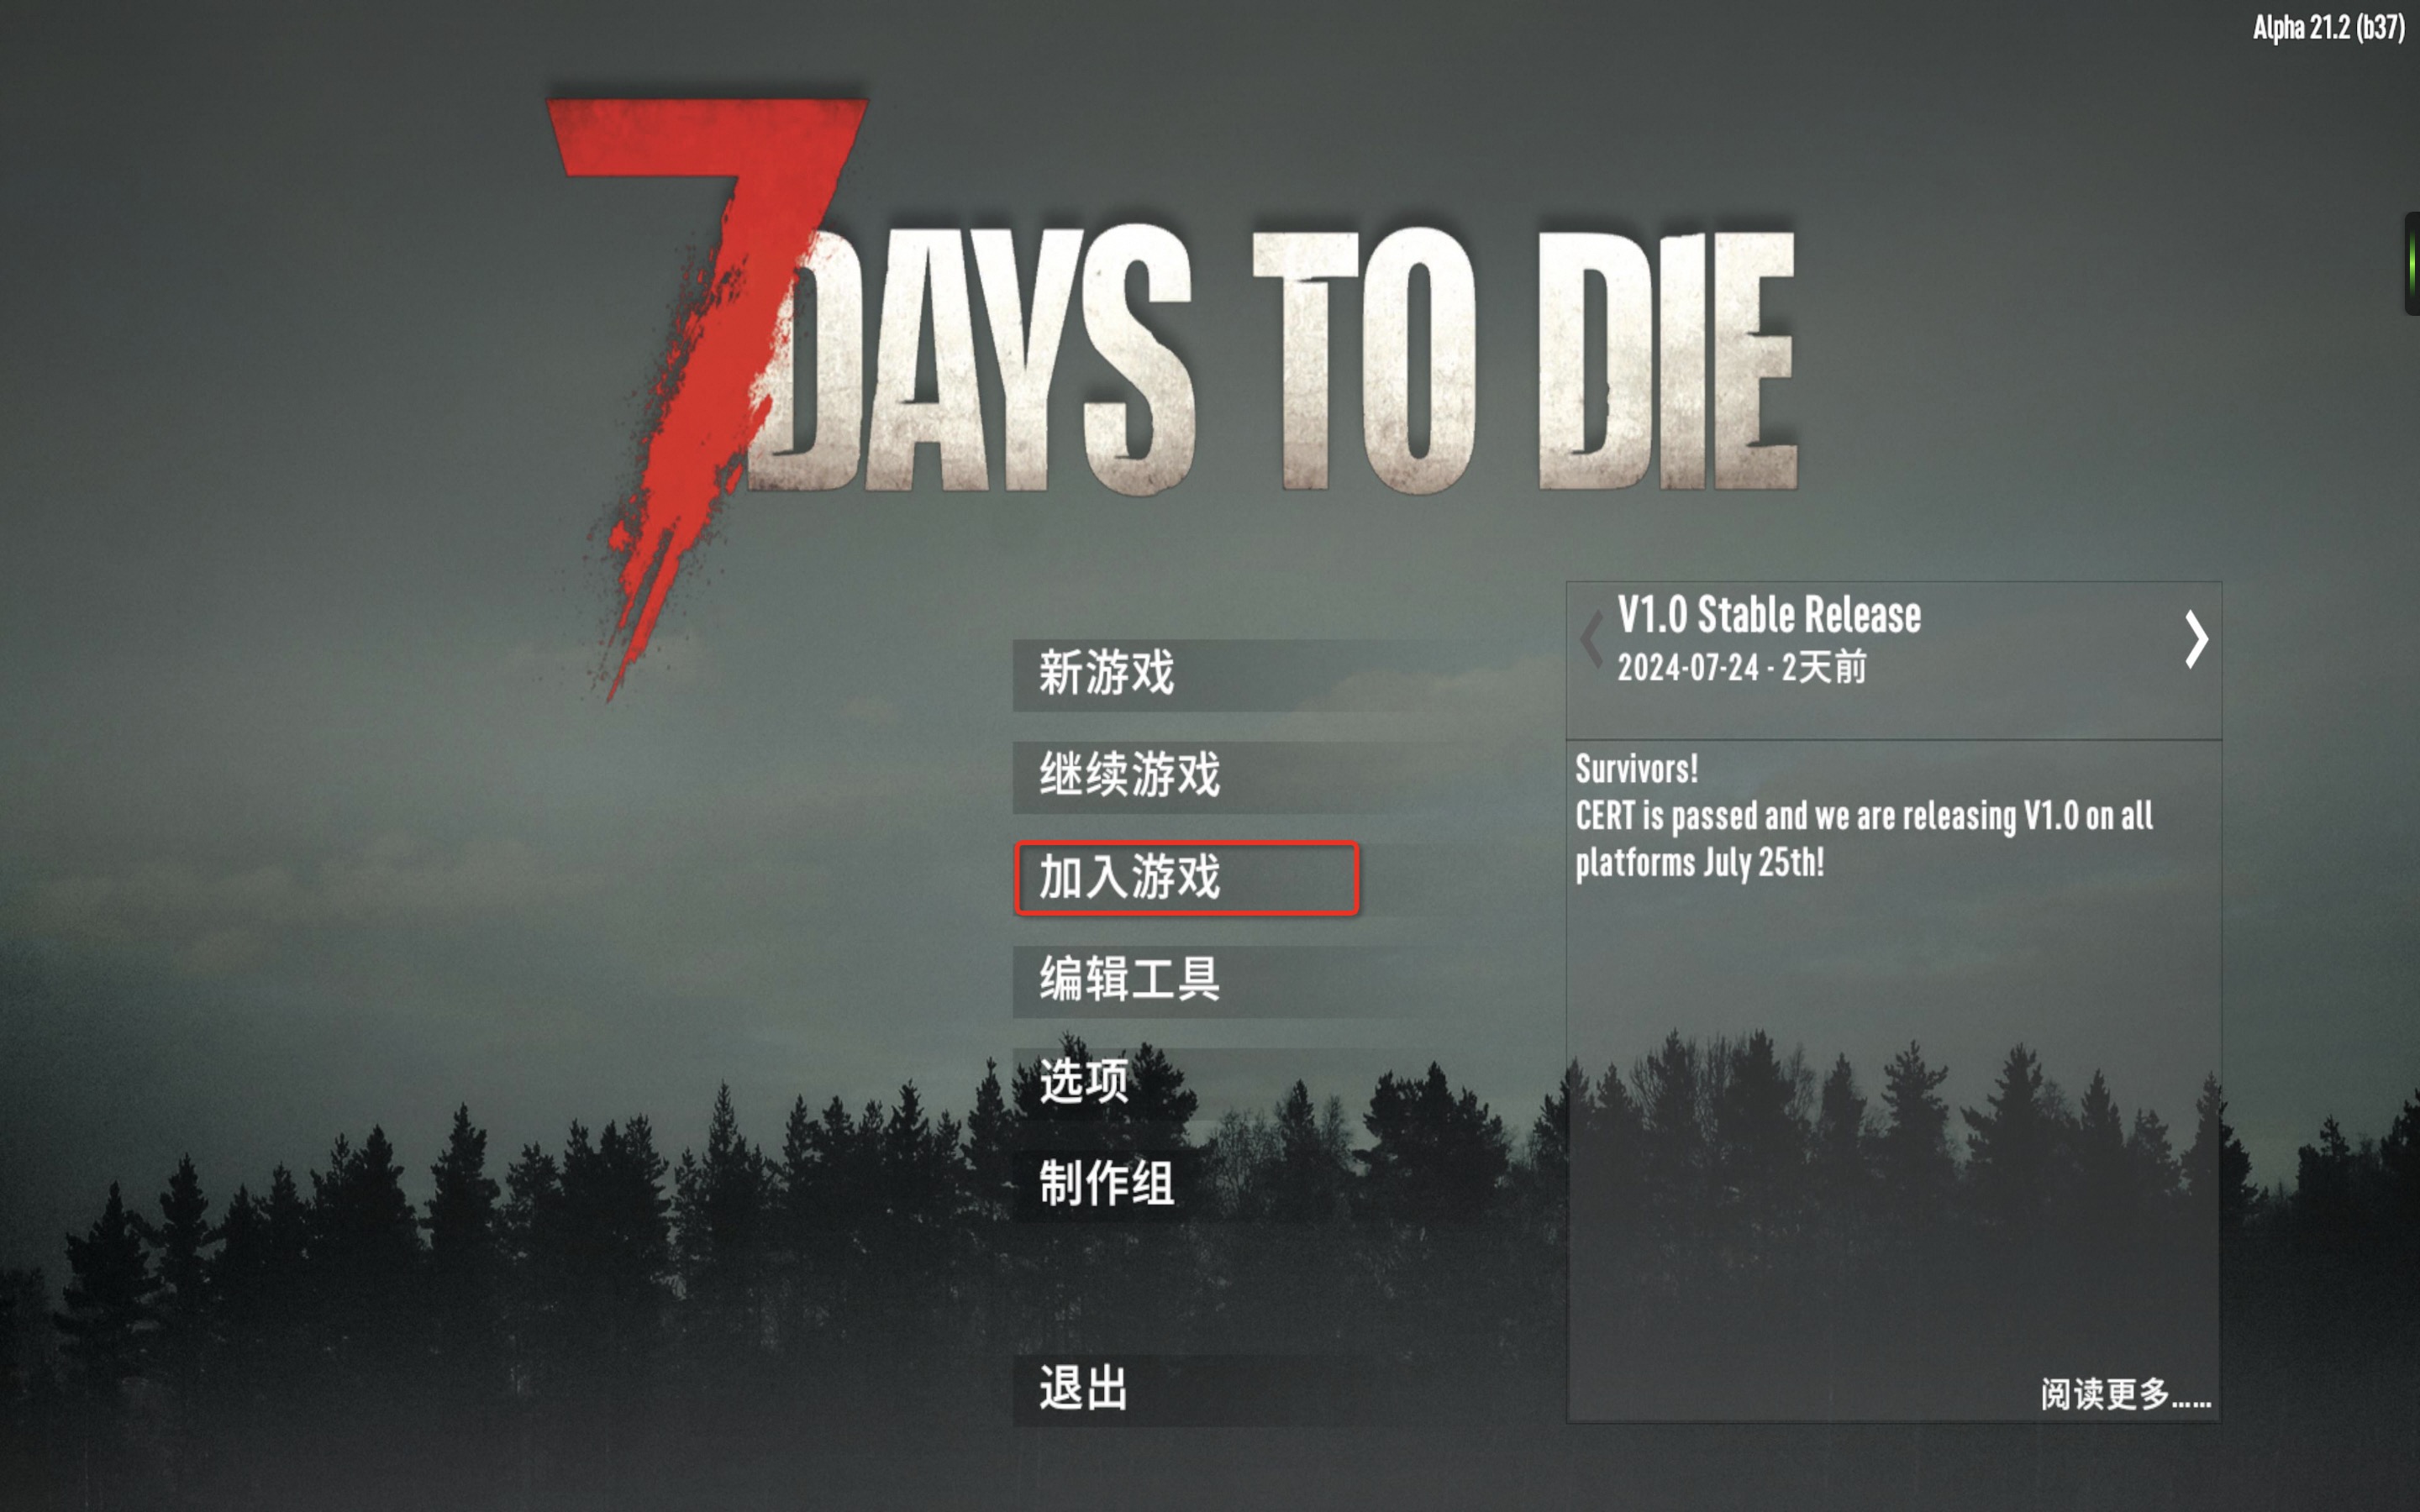 Alpha 21.2 (b37)
7 DAYS TO DIE
新游戏
继续游戏
加入游戏
编辑工具
选项
制作组
退出
V1.0 Stable Release
2024-07-24 - 2天前
Survivors!
CERT is passed and we are releasing V1.0 on all
platforms July 25th!
阅读更多......